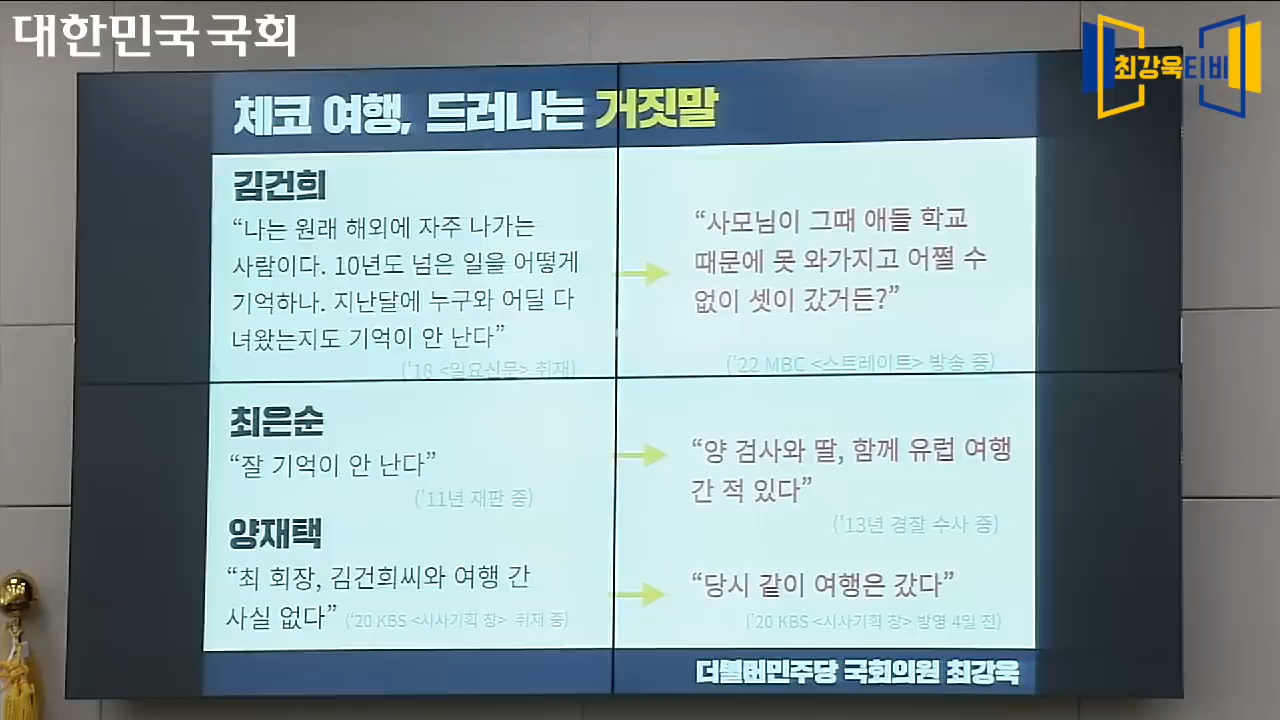 대한민국 국회
최강욱티비
체코 여행, 드러나는 거짓말
김건희
“나는 원래 해외에 자주 나가는
사람이다. 10년도 넘은 일을 어떻게
기억하나. 지난달에 누구와 어딜 다
녀왔는지도 기억이 안 난다”
('18 <일요신문> 취재)
“사모님이 그때 애들 학교
때문에 못 와가지고 어쩔 수
없이 셋이 갔거든?”
('22 MBC <스트레이트> 방송 중)
최은순
“잘 기억이 안 난다”
('11년 재판 중)
“양 검사와 딸, 함께 유럽 여행
간 적 있다”
('13년 경찰 수사 중)
양재택
“최 회장, 김건희씨와 여행 간
사실 없다” ('20 KBS <시사기획 창> 취재 중)
“당시 같이 여행은 갔다”
('20 KBS <시사기획 창> 방영 4일 전)
더불어민주당 국회의원 최강욱